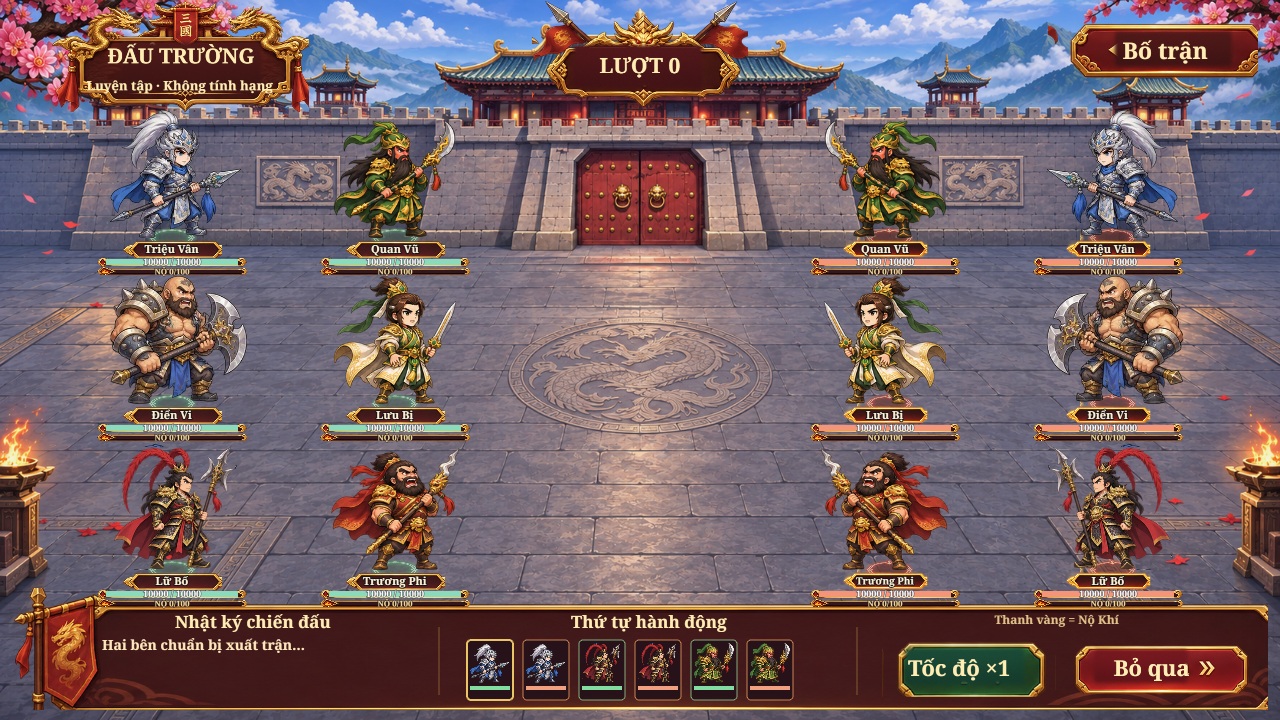 三國
ĐẤU TRƯỜNG
Luyện tập · Không tính hạng
LƯỢT 0
Bố trận
Triệu Vân
10000 / 10000
NỘ 0/100
Quan Vũ
10000 / 10000
NỘ 0/100
Quan Vũ
10000 / 10000
NỘ 0/100
Triệu Vân
10000 / 10000
NỘ 0/100
Điển Vi
10000 / 10000
NỘ 0/100
Lưu Bị
10000 / 10000
NỘ 0/100
Lưu Bị
10000 / 10000
NỘ 0/100
Điển Vi
10000 / 10000
NỘ 0/100
Lữ Bố
10000 / 10000
NỘ 0/100
Trương Phi
10000 / 10000
NỘ 0/100
Trương Phi
10000 / 10000
NỘ 0/100
Lữ Bố
10000 / 10000
NỘ 0/100
Nhật ký chiến đấu
Hai bên chuẩn bị xuất trận...
Thứ tự hành động
Thanh vàng = Nộ Khí
Tốc độ ×1
Bỏ qua »